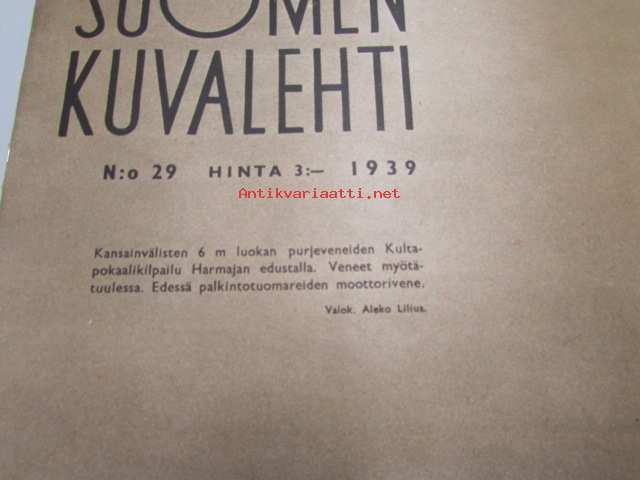 SUOMEN
KUVALEHTI
N:o 29 HINTA 3:— 1939
Antikvariaatti.net
Kansainvälisten 6 m luokan purjeveneiden Kulta-
pokaalikilpailu Harmajan edustalla. Veneet myötä-
tuulessa. Edessä palkintotuomareiden moottorivene.
Valok. Aleko Lilius.